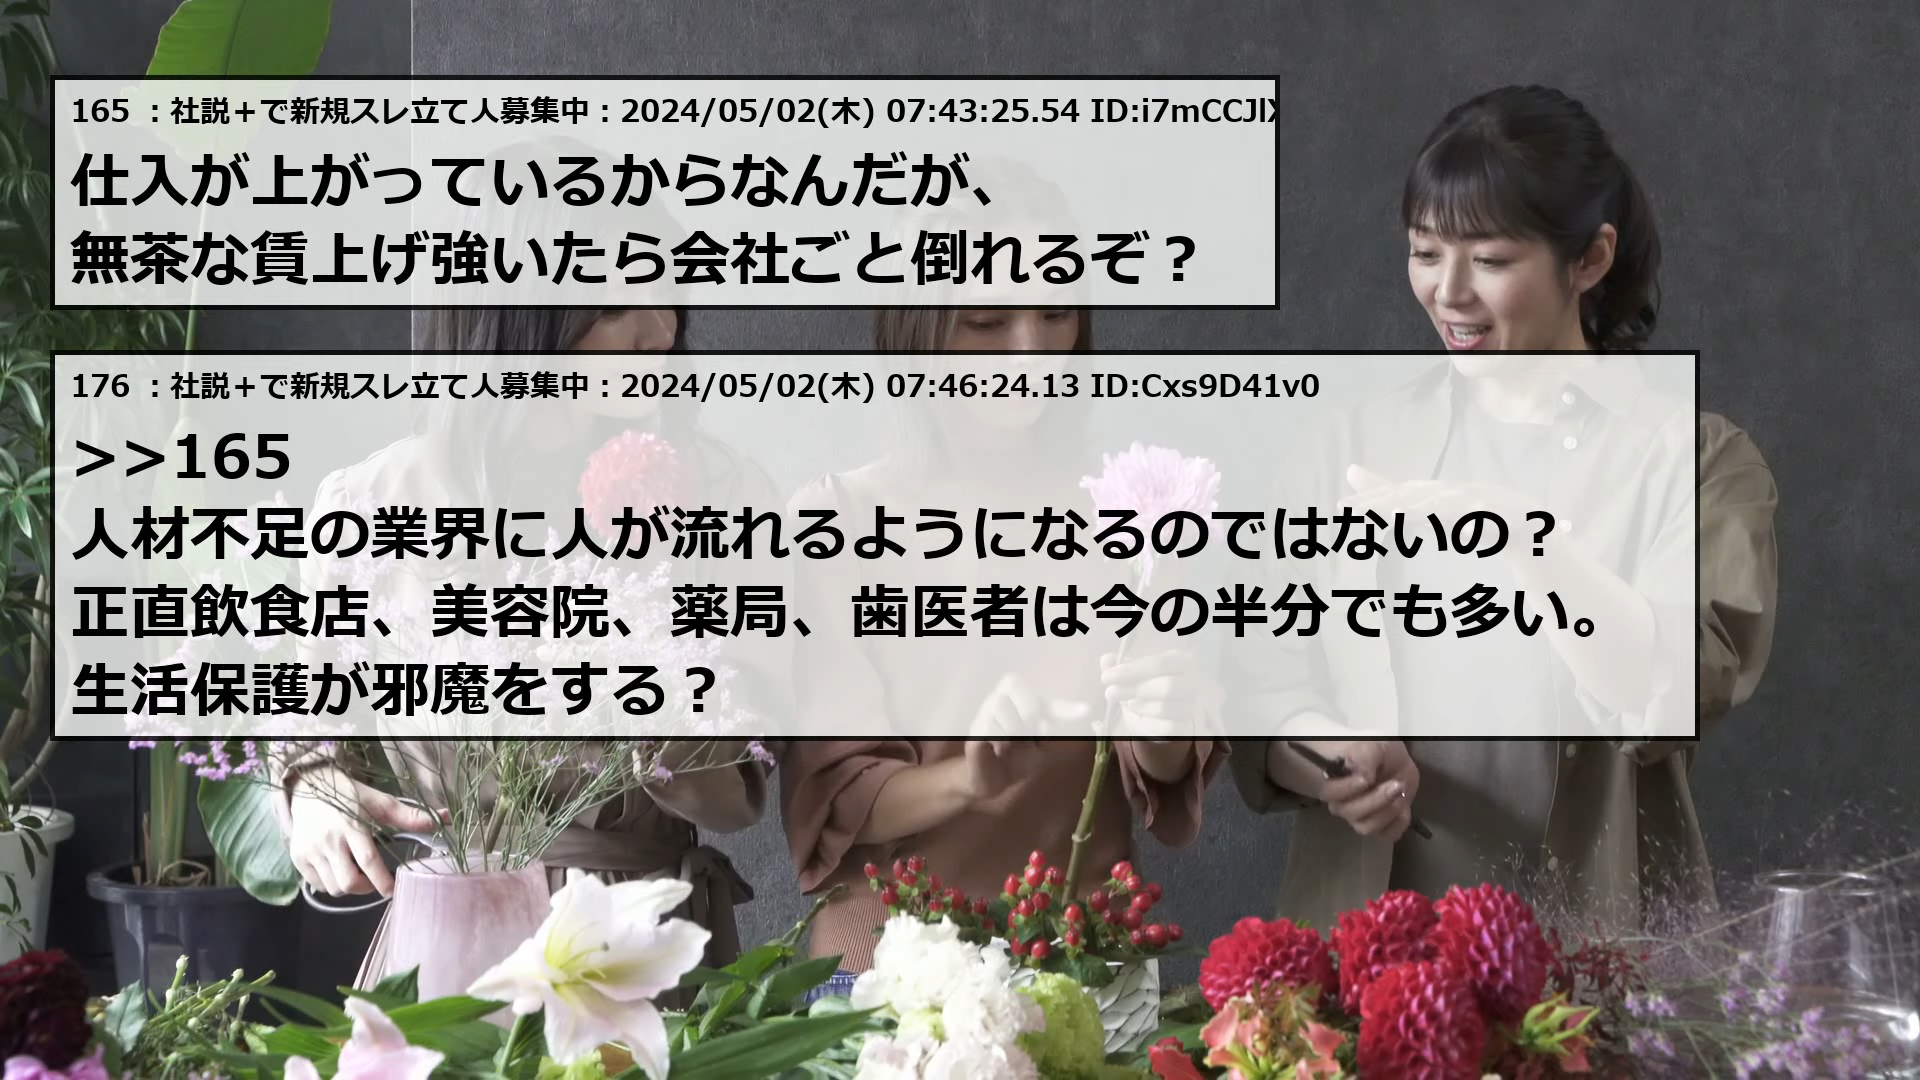 165 ：社説＋で新規スレ立て人募集中：2024/05/02(木) 07:43:25.54 ID:i7mCCJlX
仕入が上がっているからなんだが、
無茶な賃上げ強いたら会社ごと倒れるぞ？
176 ：社説＋で新規スレ立て人募集中：2024/05/02(木) 07:46:24.13 ID:Cxs9D41v0
>>165
人材不足の業界に人が流れるようになるのではないの？
正直飲食店、美容院、薬局、歯医者は今の半分でも多い。
生活保護が邪魔をする？